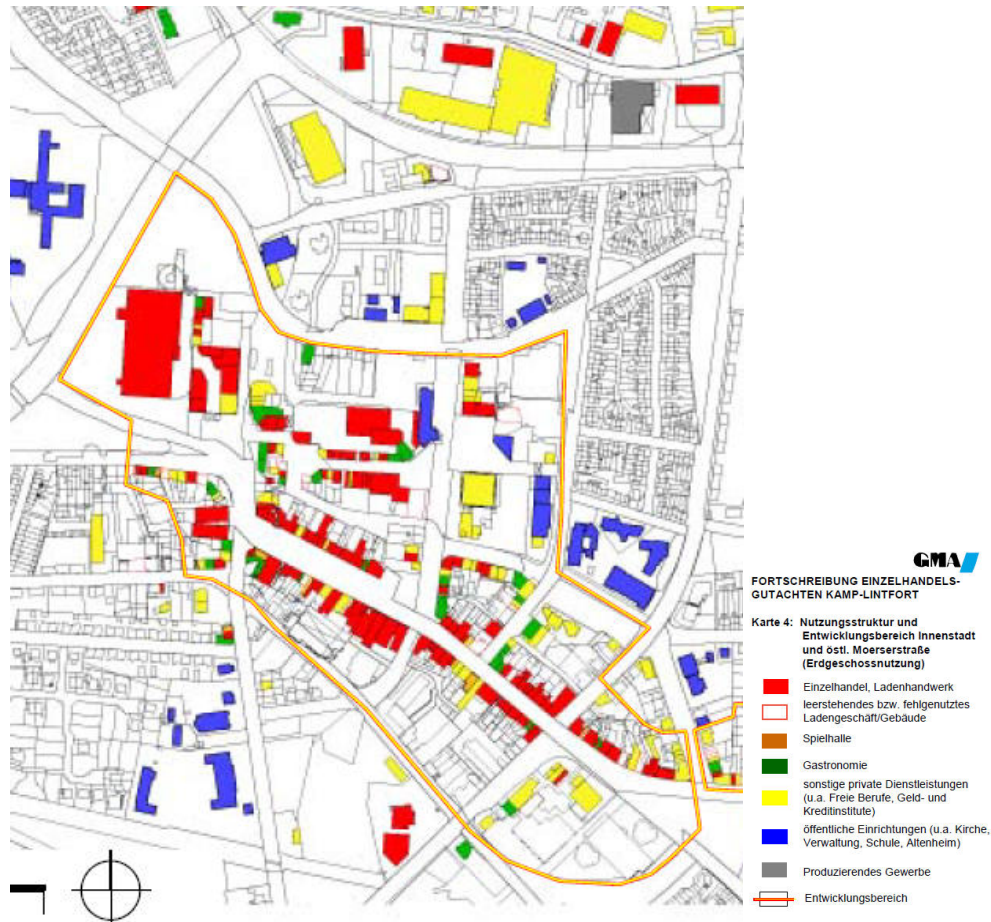 GMA
FORTSCHREIBUNG EINZELHANDELS-
GUTACHTEN KAMP-LINTFORT
Karte 4: Nutzungsstruktur und
Entwicklungsbereich Innenstadt
und östl. Moerserstraße
(Erdgeschossnutzung)
Einzelhandel, Ladenhandwerk
leerstehendes bzw. fehlgenutztes
Ladengeschäft/Gebäude
Spielhalle
Gastronomie
sonstige private Dienstleistungen
(u.a. Freie Berufe, Geld- und
Kreditinstitute)
öffentliche Einrichtungen (u.a. Kirche,
Verwaltung, Schule, Altenheim)
Produzierendes Gewerbe
Entwicklungsbereich